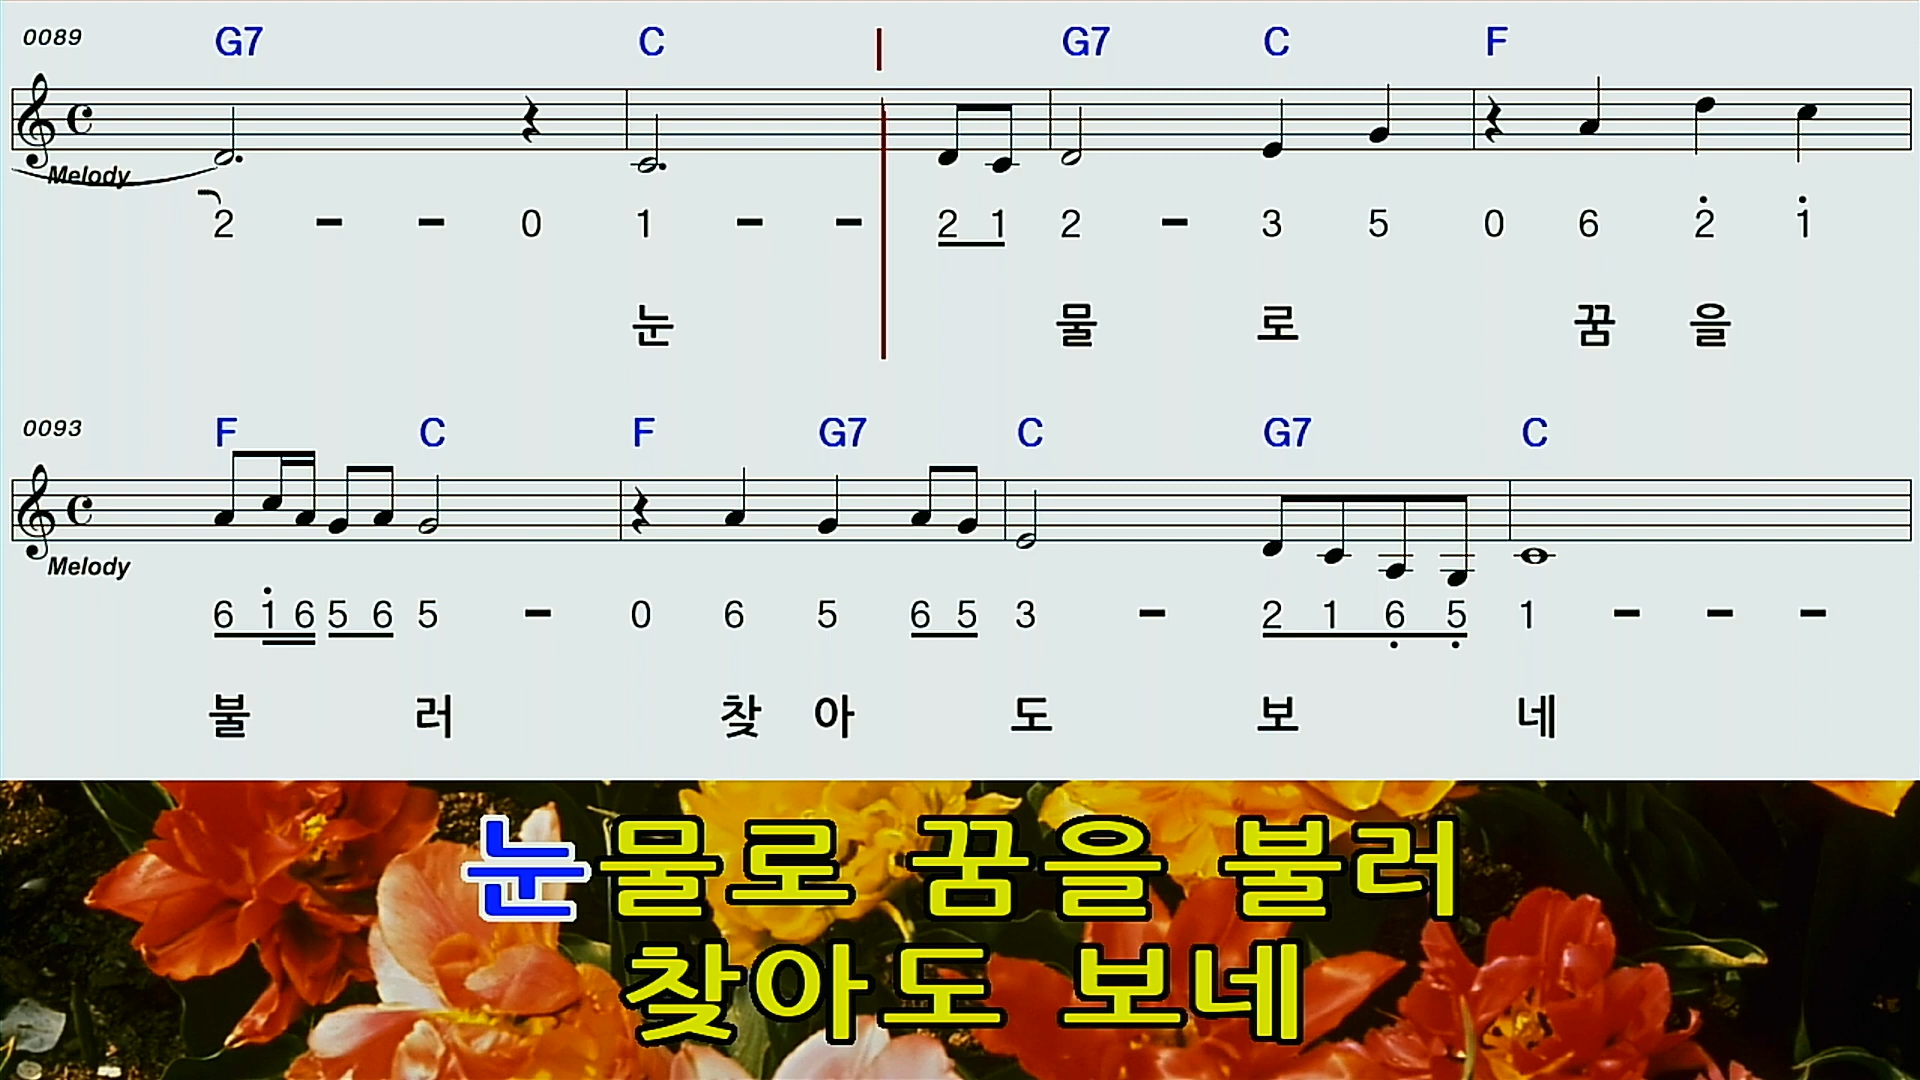 0089 G7 C G7 C F
Melody
2 - - 0 1 - - 2 1 2 - 3 5 0 6 2 1
눈 물 로 꿈 을
0093 F C F G7 C G7 C
Melody
6 1 6 5 6 5 - 0 6 5 6 5 3 - 2 1 6 5 1 - - -
불 러 찾 아 도 보 네
눈물로 꿈을 불러
찾아도 보네